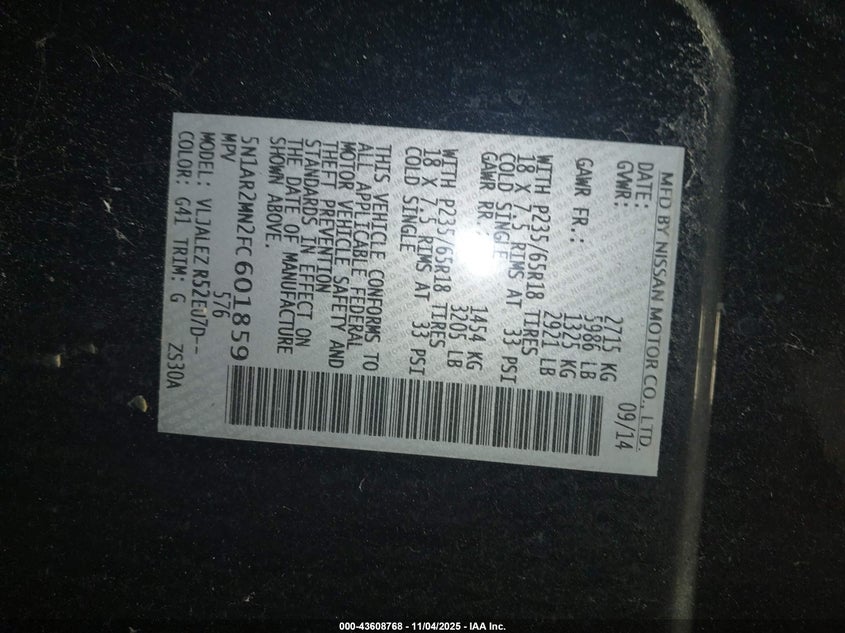 MFD BY NISSAN MOTOR CO., LTD.
DATE: 09/14
GVWR: 2715 KG
5986 LB
GAWR FR.: 1325 KG
2921 LB
WITH P235/65R18 TIRES
18 X 7.5 RIMS AT 33 PSI
COLD SINGLE
GAWR RR.: 1454 KG
3205 LB
WITH P235/65R18 TIRES
18 X 7.5 RIMS AT 33 PSI
COLD SINGLE
THIS VEHICLE CONFORMS TO
ALL APPLICABLE FEDERAL
MOTOR VEHICLE SAFETY AND
THEFT PREVENTION
STANDARDS IN EFFECT ON
THE DATE OF MANUFACTURE
SHOWN ABOVE.
5N1AR2MN2FC601859
MPV 576
MODEL: VLJALEZ R52EU7D--
COLOR: G41 TRIM: G ZS30A
000-43608768 - 11/04/2025 - IAA Inc.